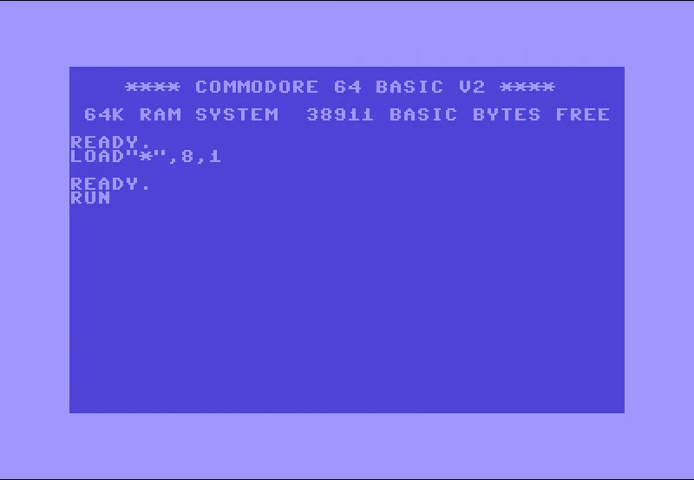 **** COMMODORE 64 BASIC V2 ****
64K RAM SYSTEM  38911 BASIC BYTES FREE
READY.
LOAD"*",8,1
READY.
RUN